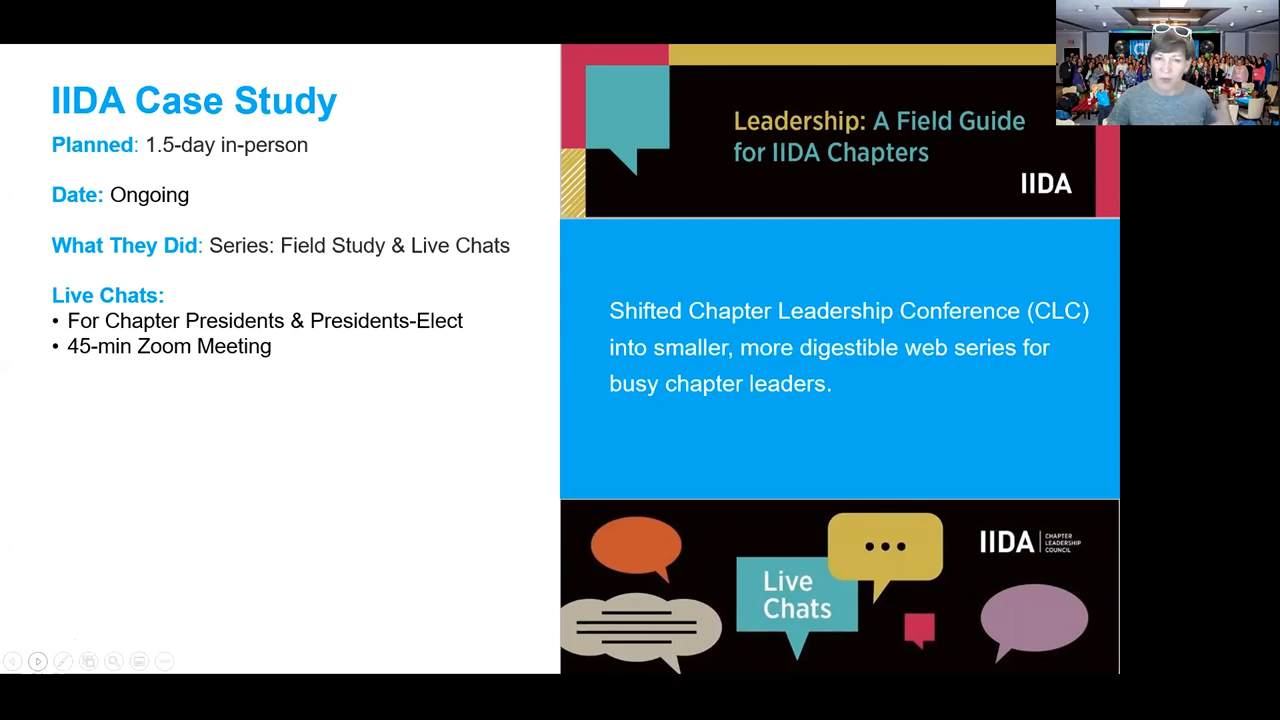 IIDA Case Study
Planned: 1.5-day in-person
Date: Ongoing
What They Did: Series: Field Study & Live Chats
Live Chats:
• For Chapter Presidents & Presidents-Elect
• 45-min Zoom Meeting
Leadership: A Field Guide
for IIDA Chapters
IIDA
Shifted Chapter Leadership Conference (CLC)
into smaller, more digestible web series for
busy chapter leaders.
Live
Chats
IIDA
CHAPTER
LEADERSHIP
COUNCIL